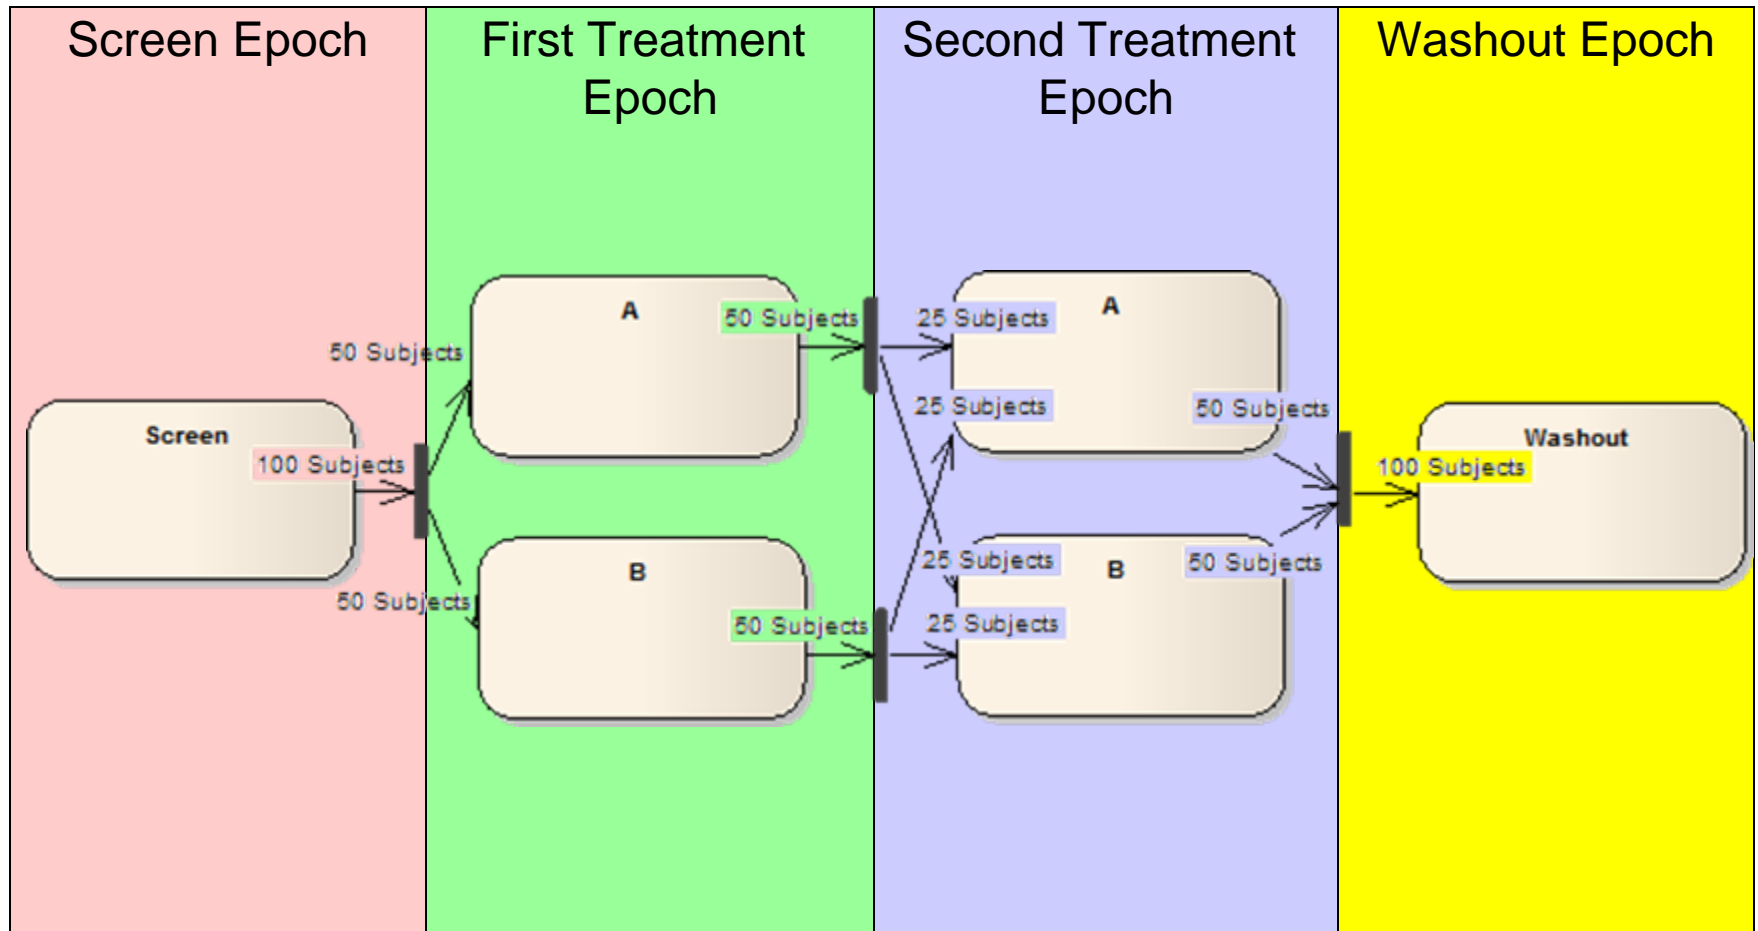 Screen Epoch
First Treatment
Epoch
Second Treatment
Epoch
Washout Epoch
Screen
100 Subjects
50 Subjects
50 Subjects
A
50 Subjects
B
50 Subjects
25 Subjects
25 Subjects
25 Subjects
25 Subjects
A
50 Subjects
B
50 Subjects
100 Subjects
Washout